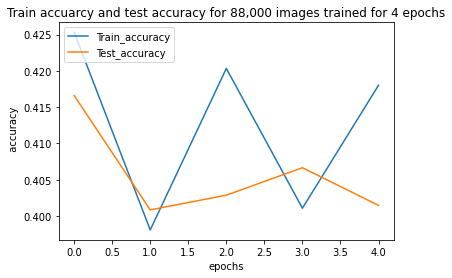 Train accuarcy and test accuracy for 88,000 images trained for 4 epochs
Train_accuracy
Test_accuracy
accuracy
0.425
0.420
0.415
0.410
0.405
0.400
0.0 0.5 1.0 1.5 2.0 2.5 3.0 3.5 4.0
epochs